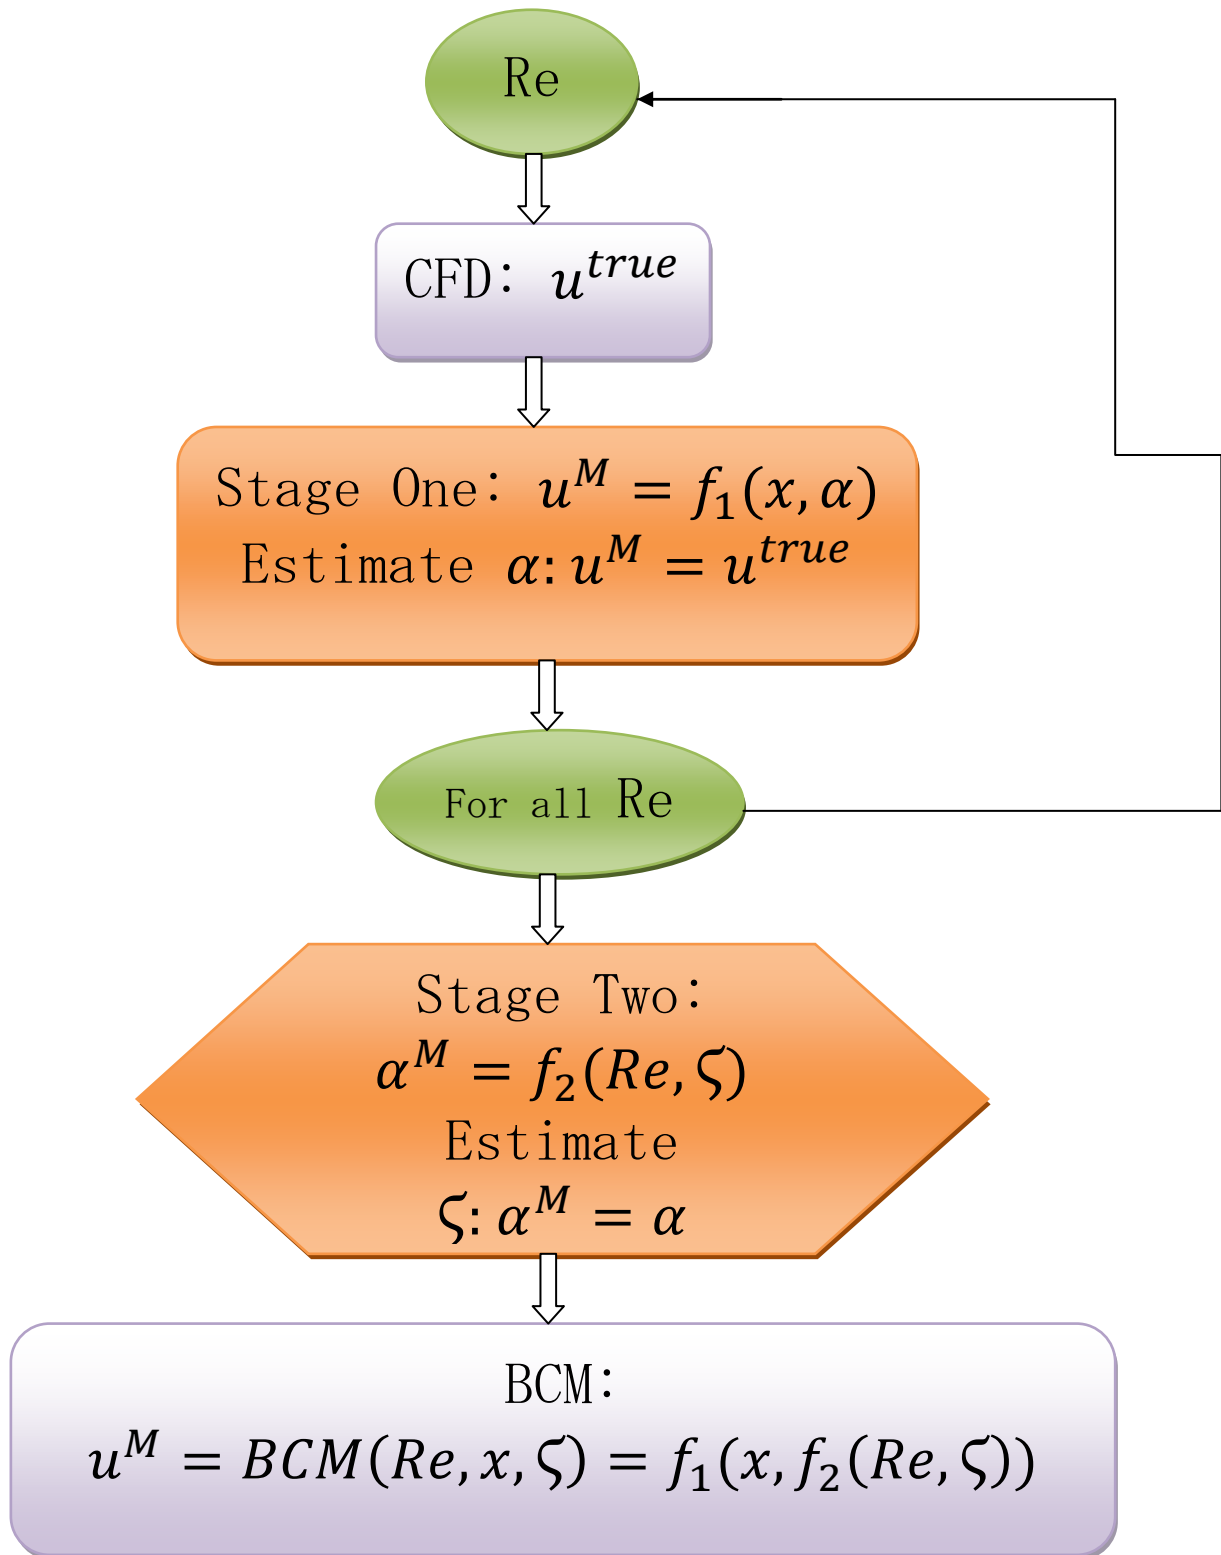 Re
CFD: u^{true}
Stage One: u^M = f_1(x, α)
Estimate α: u^M = u^{true}
For all Re
Stage Two:
α^M = f_2(Re, ς)
Estimate
ς: α^M = α
BCM:
u^M = BCM(Re, x, ς) = f_1(x, f_2(Re, ς))